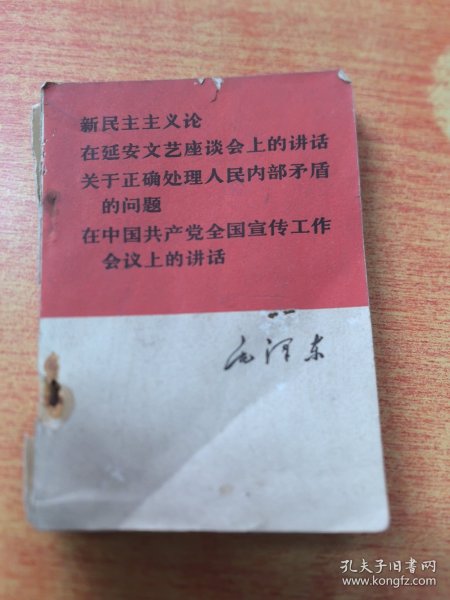 新民主主义论
在延安文艺座谈会上的讲话
关于正确处理人民内部矛盾
的问题
在中国共产党全国宣传工作
会议上的讲话
毛泽东
孔夫子旧书网
www.kongfz.com